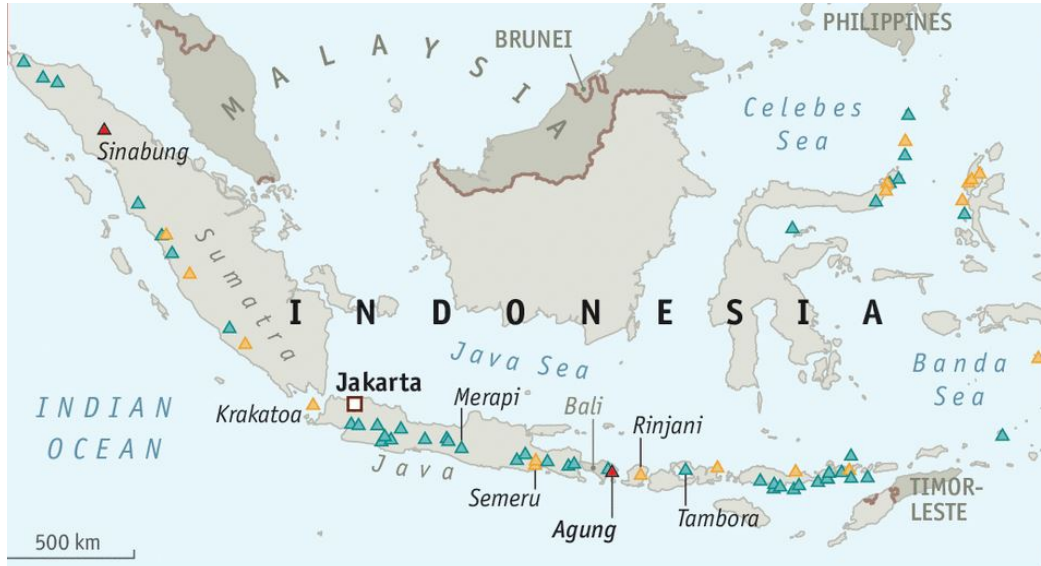 PHILIPPINES
BRUNEI
MALAYSIA
Celebes
Sea
Sinabung
Sumatra
INDONESIA
Java Sea
Banda
Sea
Jakarta
Merapi
Krakatoa
INDIAN
OCEAN
Bali
Rinjani
Java
Semeru
Agung
Tambora
TIMOR-
LESTE
500 km